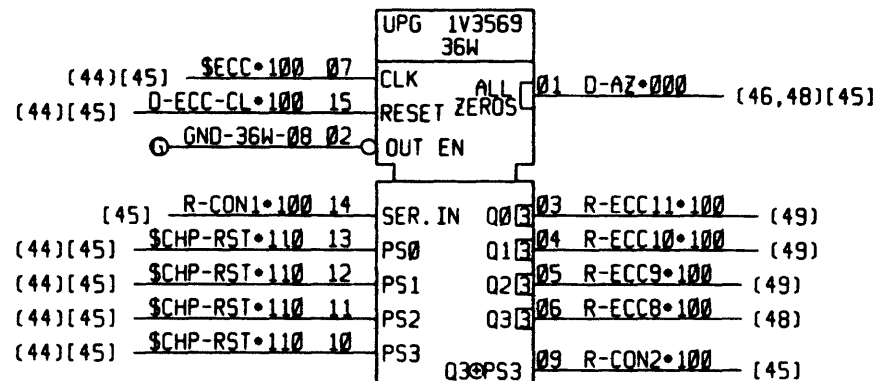 UPG 1V3569
36W
(44)[45] $ECC•100 07 CLK ALL ZEROS 01 D-AZ•000 (46,48)[45]
(44)[45] D-ECC-CL•100 15 RESET
G GND-36W-08 02 OUT EN
[45] R-CON1•100 14 SER.IN Q0 3 03 R-ECC11•100 (49)
(44)[45] $CHP-RST•110 13 PS0 Q1 3 04 R-ECC10•100 (49)
(44)[45] $CHP-RST•110 12 PS1 Q2 3 05 R-ECC9•100 (49)
(44)[45] $CHP-RST•110 11 PS2 Q3 3 06 R-ECC8•100 (48)
(44)[45] $CHP-RST•110 10 PS3
Q3⊕PS3 09 R-CON2•100 [45]